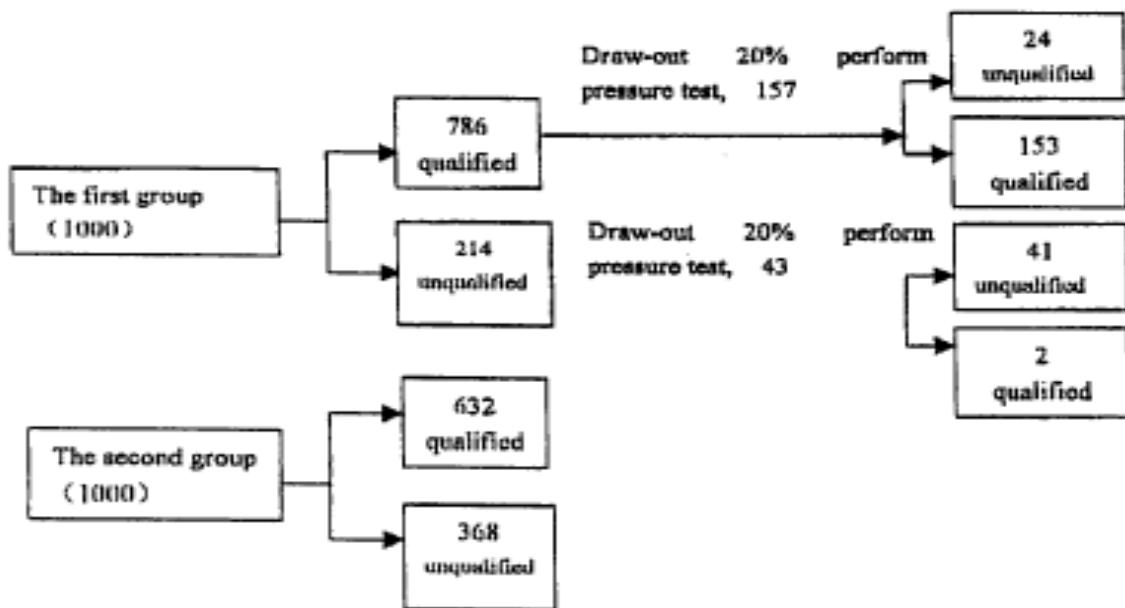 The first group
(1000)
786
qualified
214
unqualified
Draw-out 20% perform
pressure test, 157
24
unqualified
153
qualified
Draw-out 20% perform
pressure test, 43
41
unqualified
2
qualified
The second group
(1000)
632
qualified
368
unqualified